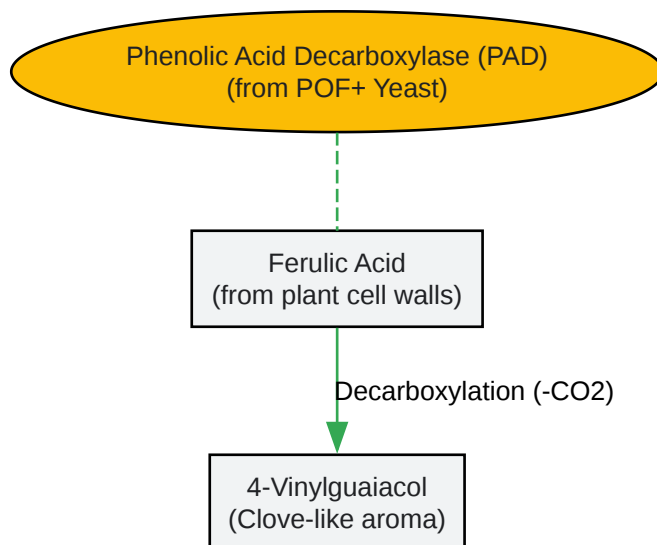 Phenolic Acid Decarboxylase (PAD)
(from POF+ Yeast)
Ferulic Acid
(from plant cell walls)
Decarboxylation (-CO2)
4-Vinylguaiacol
(Clove-like aroma)